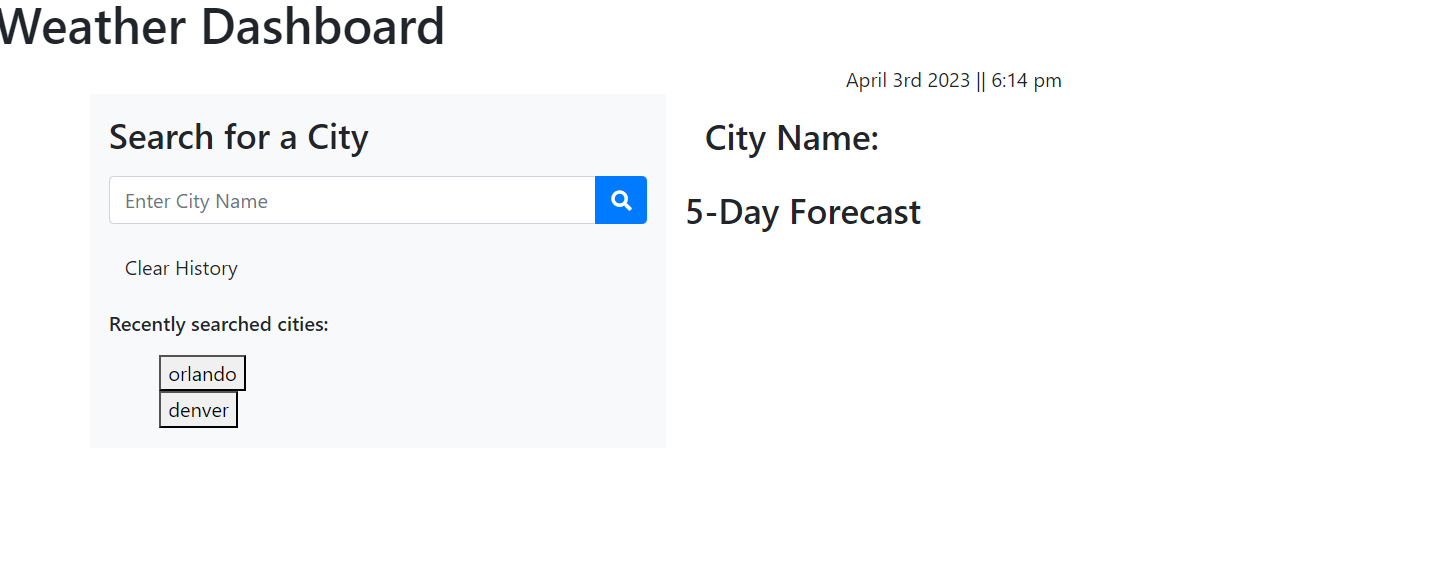 Weather Dashboard
April 3rd 2023 || 6:14 pm
Search for a City
Enter City Name
Clear History
Recently searched cities:
orlando
denver
City Name:
5-Day Forecast